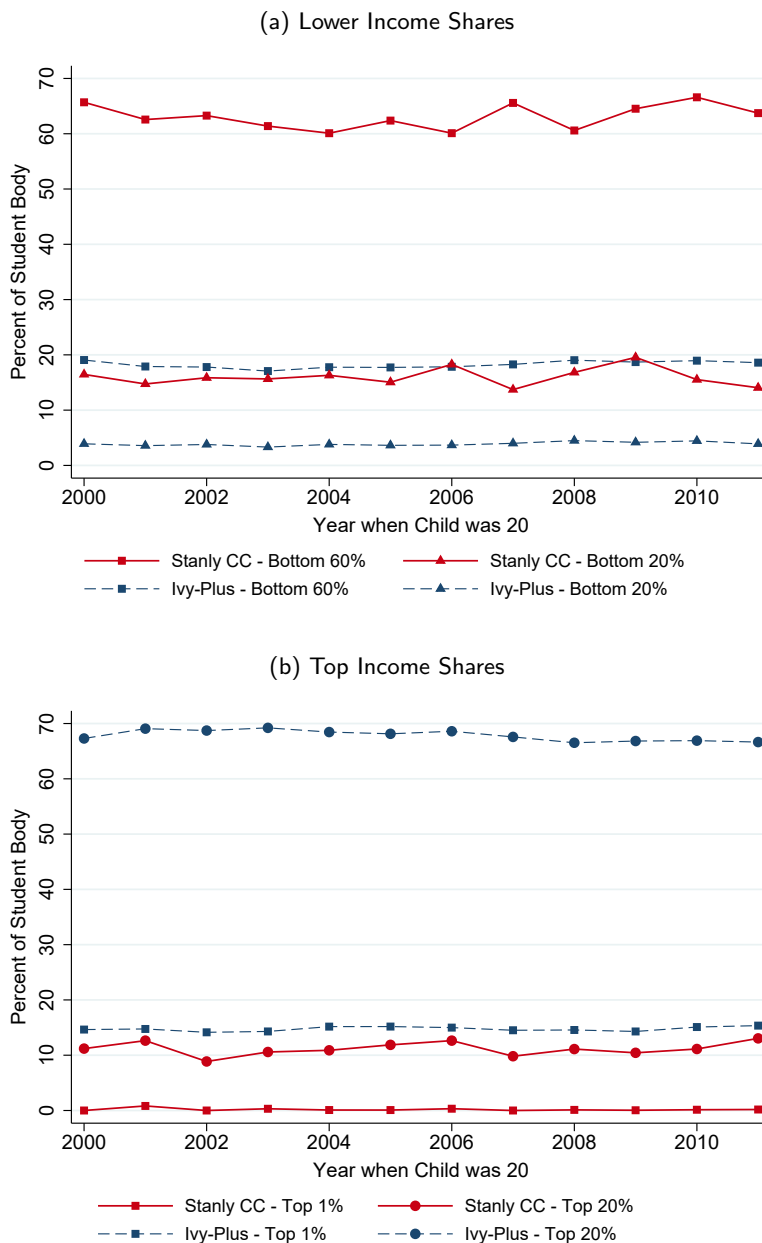 (a) Lower Income Shares
70
60
50
40
30
20
10
0
Percent of Student Body
2000 2002 2004 2006 2008 2010
Year when Child was 20
Stanly CC - Bottom 60% Stanly CC - Bottom 20%
Ivy-Plus - Bottom 60% Ivy-Plus - Bottom 20%
(b) Top Income Shares
70
60
50
40
30
20
10
0
Percent of Student Body
2000 2002 2004 2006 2008 2010
Year when Child was 20
Stanly CC - Top 1% Stanly CC - Top 20%
Ivy-Plus - Top 1% Ivy-Plus - Top 20%